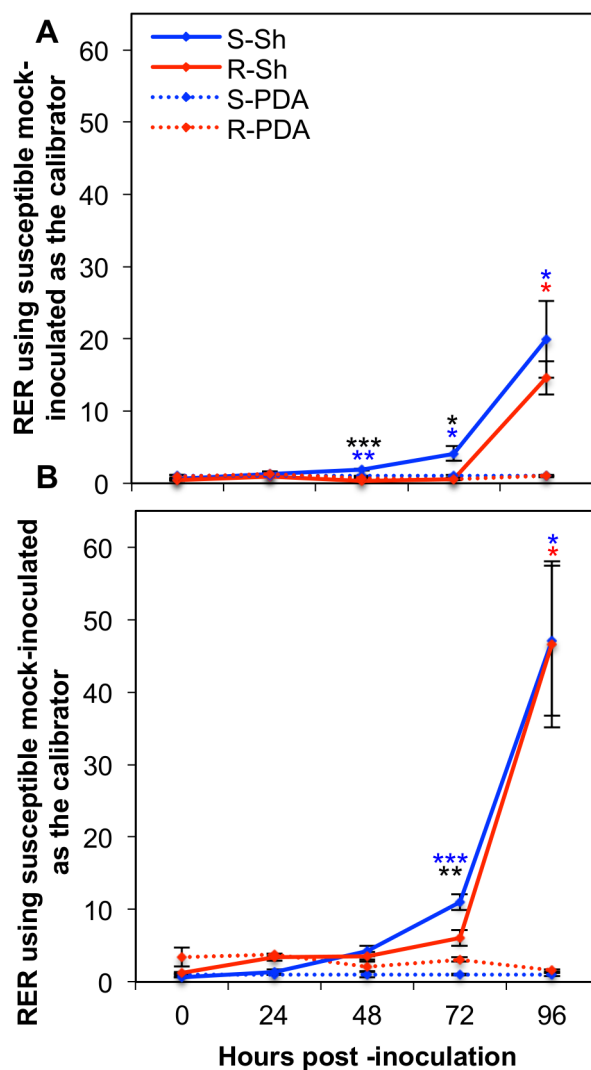 A
S-Sh
R-Sh
S-PDA
R-PDA
RER using susceptible mock-
inoculated as the calibrator
60
50
40
30
20
10
0
***
**
*
*
*
*
B
RER using susceptible mock-inoculated
as the calibrator
60
50
40
30
20
10
0
***
**
*
*
0 24 48 72 96
Hours post -inoculation